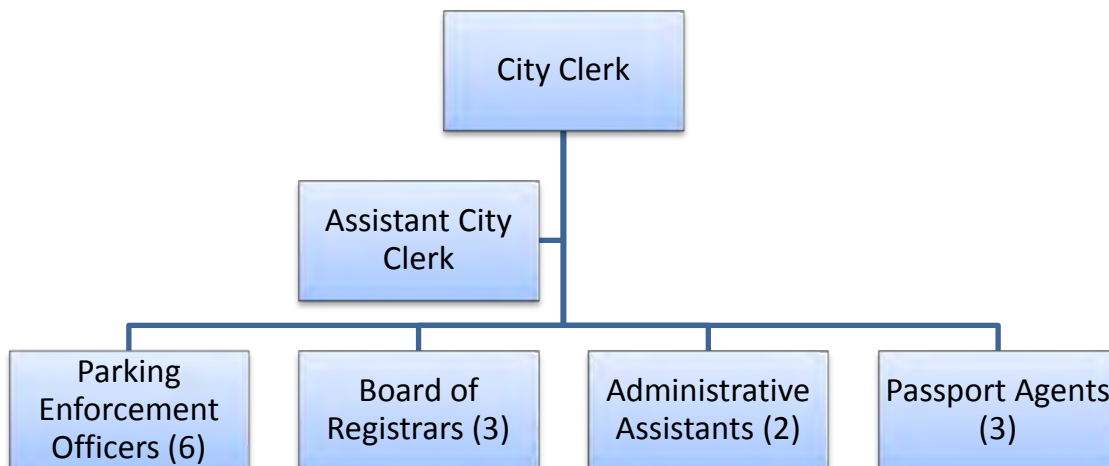 City Clerk
Assistant City
Clerk
Parking
Enforcement
Officers (6)
Board of
Registrars (3)
Administrative
Assistants (2)
Passport Agents
(3)